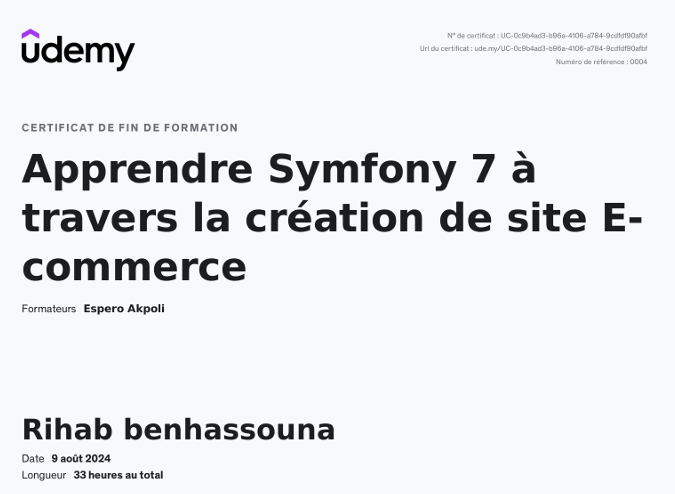 udemy
N° de certificat : UC-0c9b4ad3-b96a-4106-a784-9cdfdf90afbf
Url du certificat : ude.my/UC-0c9b4ad3-b96a-4106-a784-9cdfdf90afbf
Numéro de référence : 0004
CERTIFICAT DE FIN DE FORMATION
Apprendre Symfony 7 à
travers la création de site E-
commerce
Formateurs Espero Akpoli
Rihab benhassouna
Date 9 août 2024
Longueur 33 heures au total